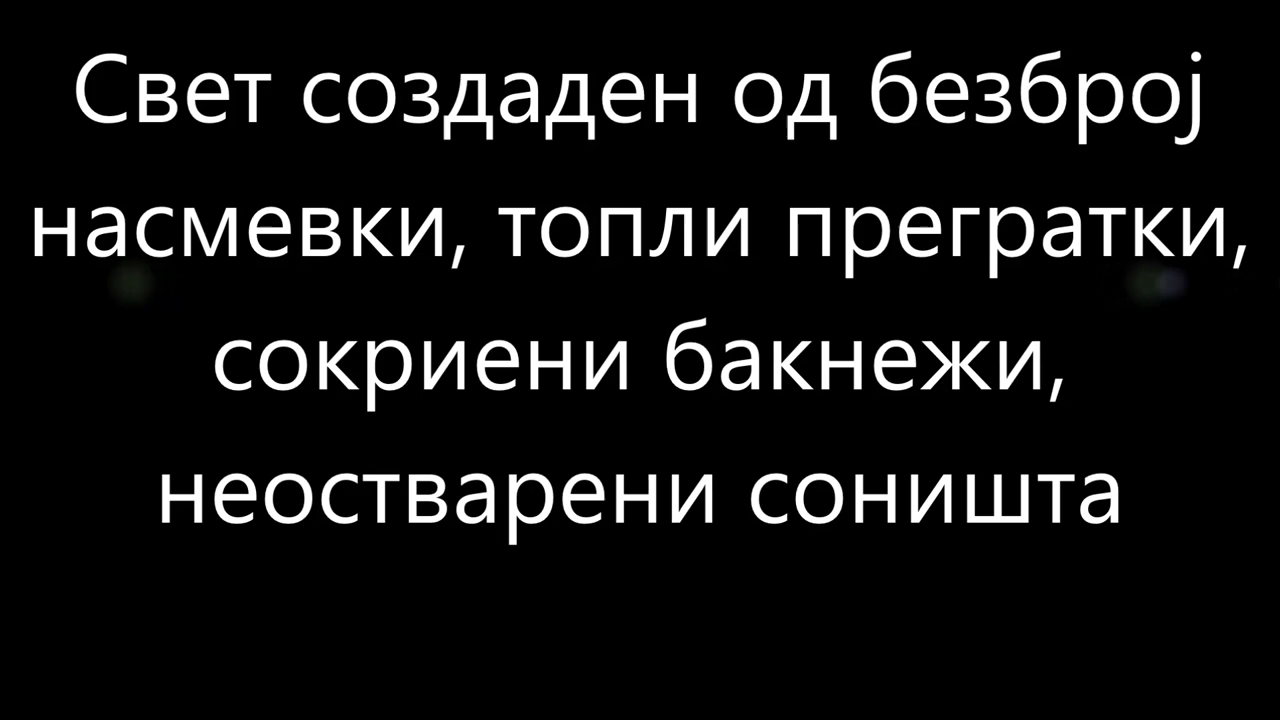 Свет создаден од безброј
насмевки, топли прегратки,
сокриени бакнежи,
неостварени соништа